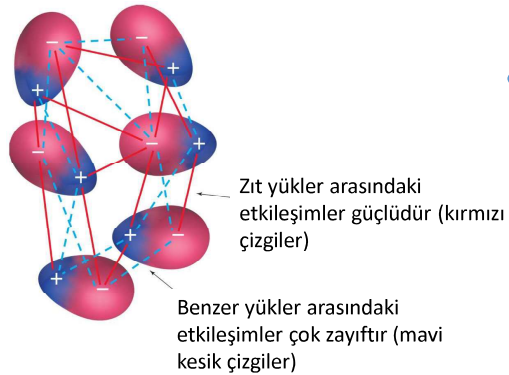 − −
+ +
− − +
+
Zıt yükler arasındaki
etkileşimler güçlüdür (kırmızı
çizgiler)
+ −
+ −
Benzer yükler arasındaki
etkileşimler çok zayıftır (mavi
kesik çizgiler)